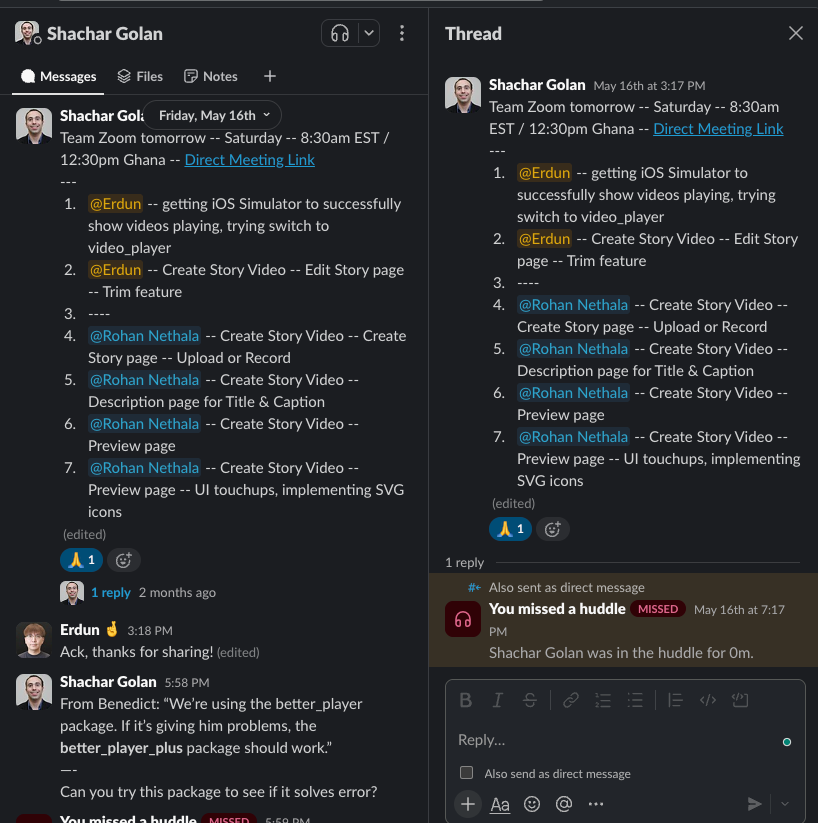 Shachar Golan
Messages
Files
Notes
Friday, May 16th
Shachar Gola
Team Zoom tomorrow -- Saturday -- 8:30am EST /
12:30pm Ghana -- Direct Meeting Link
---
1. @Erdun -- getting iOS Simulator to successfully
show videos playing, trying switch to
video_player
2. @Erdun -- Create Story Video -- Edit Story page
-- Trim feature
3. ----
4. @Rohan Nethala -- Create Story Video -- Create
Story page -- Upload or Record
5. @Rohan Nethala -- Create Story Video --
Description page for Title & Caption
6. @Rohan Nethala -- Create Story Video --
Preview page
7. @Rohan Nethala -- Create Story Video --
Preview page -- UI touchups, implementing SVG
icons
(edited)
🙏 1
1 reply 2 months ago
Erdun 🤞 3:18 PM
Ack, thanks for sharing! (edited)
Shachar Golan 5:58 PM
From Benedict: “We’re using the better_player
package. If it’s giving him problems, the
better_player_plus package should work.”
—-
Can you try this package to see if it solves error?
You missed a huddle MISSED 5:59 PM
Thread
Shachar Golan May 16th at 3:17 PM
Team Zoom tomorrow -- Saturday -- 8:30am
EST / 12:30pm Ghana -- Direct Meeting Link
---
1. @Erdun -- getting iOS Simulator to
successfully show videos playing, trying
switch to video_player
2. @Erdun -- Create Story Video -- Edit Story
page -- Trim feature
3. ----
4. @Rohan Nethala -- Create Story Video --
Create Story page -- Upload or Record
5. @Rohan Nethala -- Create Story Video --
Description page for Title & Caption
6. @Rohan Nethala -- Create Story Video --
Preview page
7. @Rohan Nethala -- Create Story Video --
Preview page -- UI touchups, implementing
SVG icons
(edited)
🙏 1
1 reply
Also sent as direct message
You missed a huddle MISSED May 16th at 7:17
PM
Shachar Golan was in the huddle for 0m.
B I S
Reply...
Also send as direct message
Aa